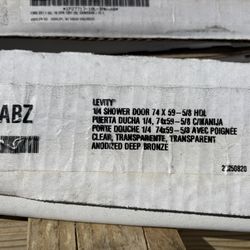 ABZ
LEVITY
1/4 SHOWER DOOR 74 X 59-5/8 HDL
PUERTA DUCHA 1/4, 74x59-5/8 C/MANIJA
PORTE DOUCHE 1/4 74x59-5/8 AVEC POIGNEE
CLEAR, TRANSPARENTE, TRANSPARENT
ANODIZED DEEP BRONZE